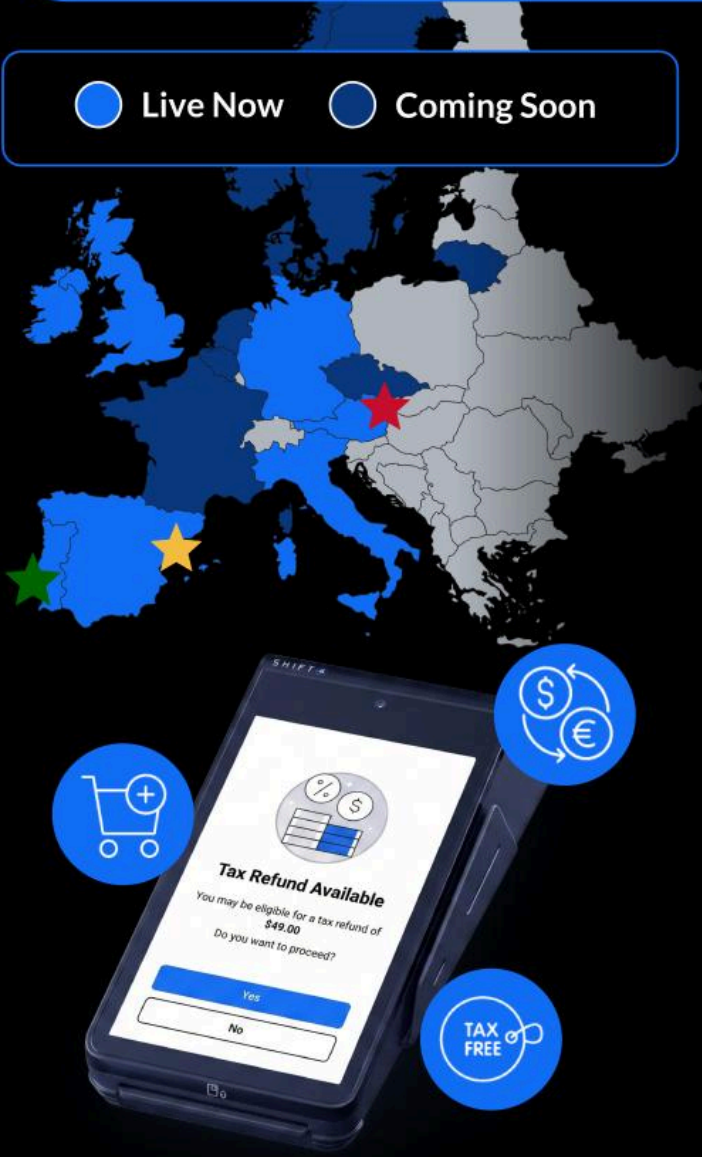 Live Now
Coming Soon
SHIFT4
$
€
%
$
Tax Refund Available
You may be eligible for a tax refund of
$49.00
Do you want to proceed?
Yes
No
TAX
FREE